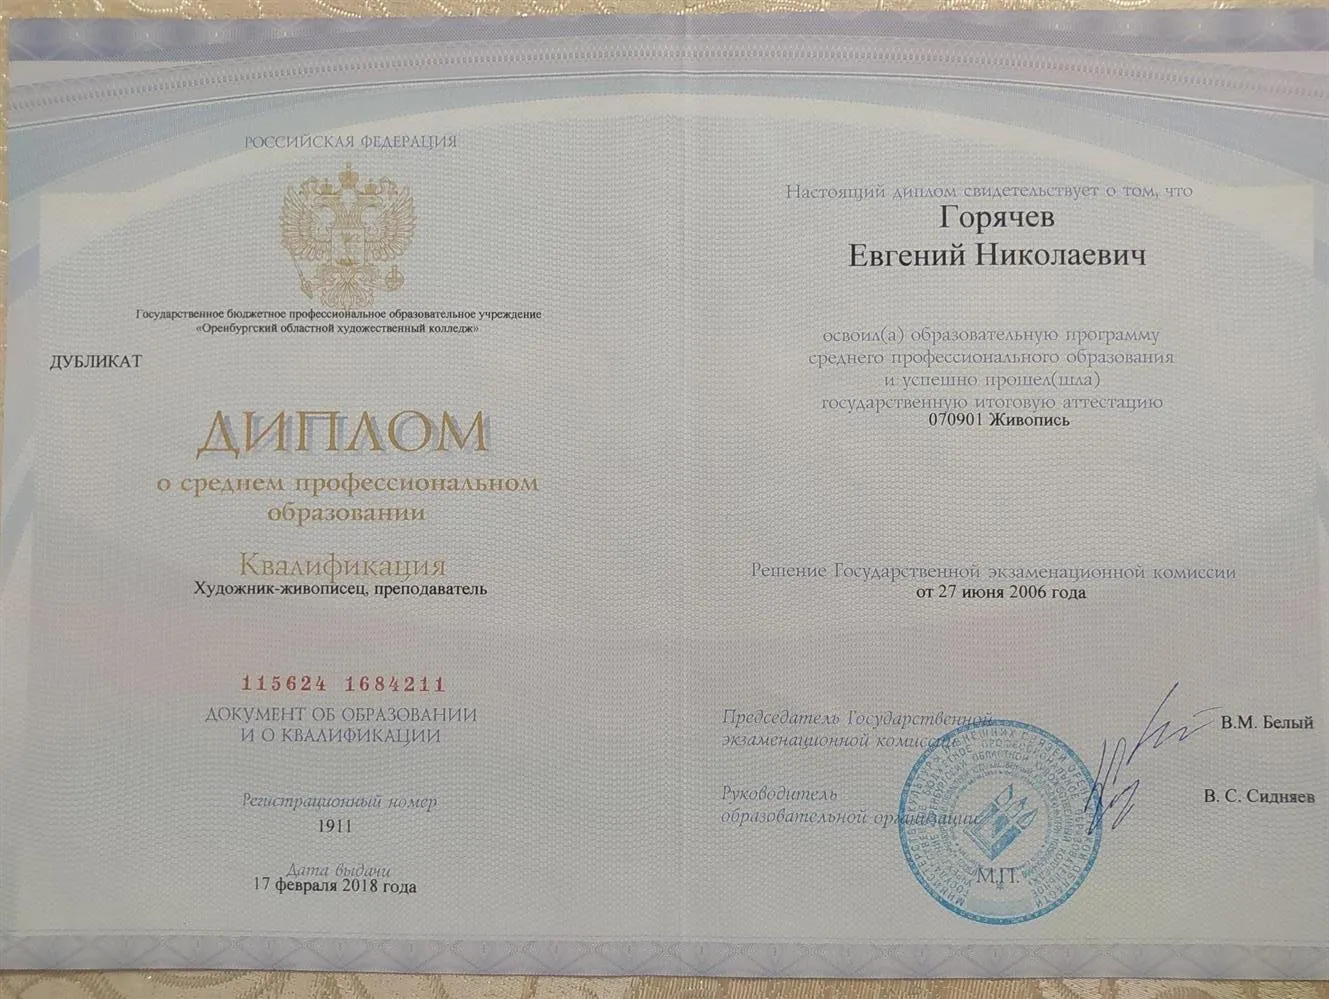 РОССИЙСКАЯ ФЕДЕРАЦИЯ
Государственное бюджетное профессиональное образовательное учреждение
«Оренбургский областной художественный колледж»
ДУБЛИКАТ
ДИПЛОМ
о среднем профессиональном
образовании
Квалификация
Художник-живописец, преподаватель
115624 1684211
ДОКУМЕНТ ОБ ОБРАЗОВАНИИ
И О КВАЛИФИКАЦИИ
Регистрационный номер
1911
Дата выдачи
17 февраля 2018 года
Настоящий диплом свидетельствует о том, что
Горячев
Евгений Николаевич
освоил(а) образовательную программу
среднего профессионального образования
и успешно прошел(шла)
государственную итоговую аттестацию
070901 Живопись
Решение Государственной экзаменационной комиссии
от 27 июня 2006 года
Председатель Государственной
экзаменационной комиссии
В.М. Белый
Руководитель
образовательной организации
В. С. Сидняев
М.П.